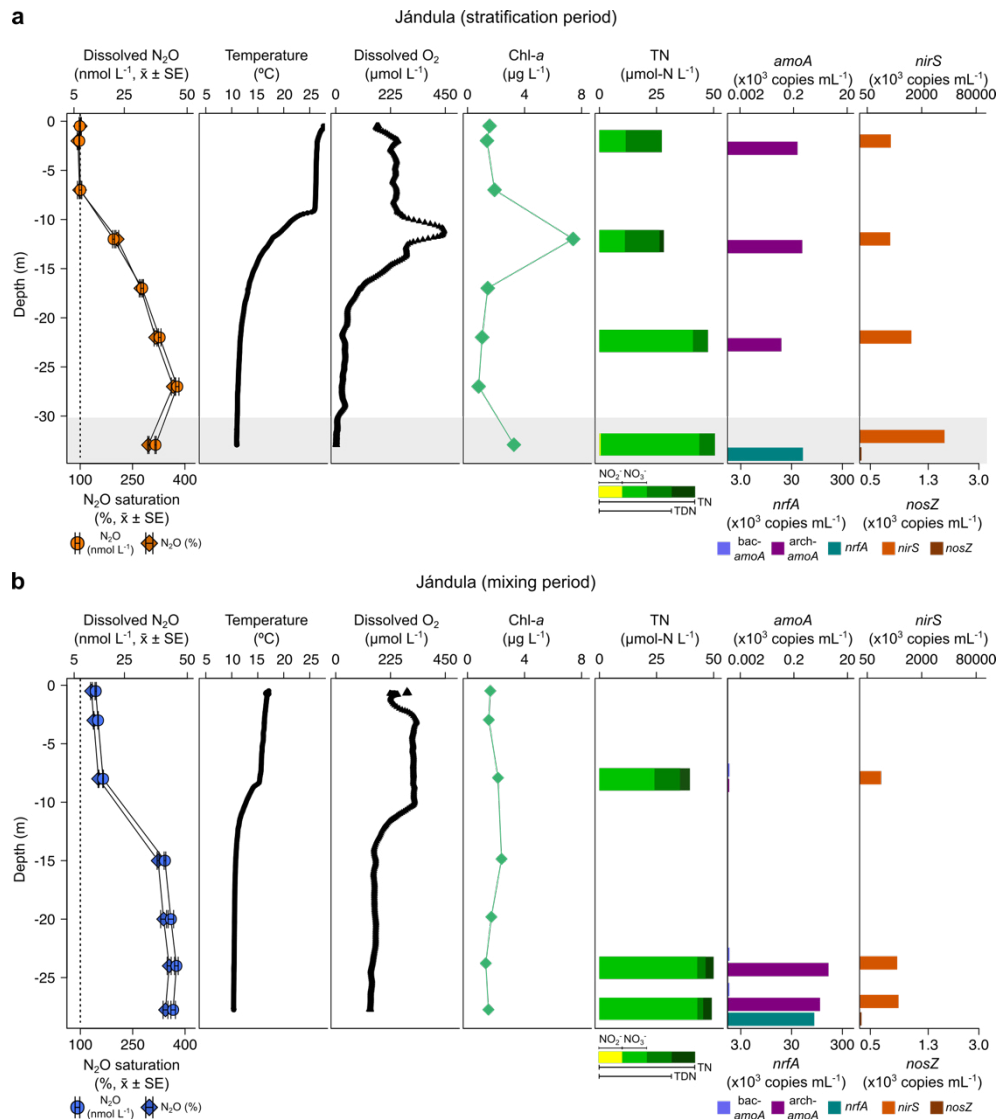 a
Jándula (stratification period)
Dissolved N₂O
(nmol L⁻¹, x̄ ± SE)
5 25 50
Temperature
(ºC)
5 10 15 20 25
Dissolved O₂
(µmol L⁻¹)
0 225 450
Chl-a
(µg L⁻¹)
0 4 8
TN
(µmol-N L⁻¹)
0 25 50
amoA
(x10³ copies mL⁻¹)
0.002 0.2 20
nirS
(x10³ copies mL⁻¹)
50 2000 80000
Depth (m)
0
-5
-10
-15
-20
-25
-30
100 250 400
N₂O saturation
(%, x̄ ± SE)
N₂O
(nmol L⁻¹)
N₂O (%)
NO₂⁻ NO₃⁻
TN
TDN
3.0 30 300
nrfA
(x10³ copies mL⁻¹)
0.5 1.3 3.0
nosZ
(x10³ copies mL⁻¹)
bac-amoA
arch-amoA
nrfA
nirS
nosZ
b
Jándula (mixing period)
Dissolved N₂O
(nmol L⁻¹, x̄ ± SE)
5 25 50
Temperature
(ºC)
5 10 15 20 25
Dissolved O₂
(µmol L⁻¹)
0 225 450
Chl-a
(µg L⁻¹)
0 4 8
TN
(µmol-N L⁻¹)
0 25 50
amoA
(x10³ copies mL⁻¹)
0.002 0.2 20
nirS
(x10³ copies mL⁻¹)
50 2000 80000
Depth (m)
0
-5
-10
-15
-20
-25
100 250 400
N₂O saturation
(%, x̄ ± SE)
N₂O
(nmol L⁻¹)
N₂O (%)
NO₂⁻ NO₃⁻
TN
TDN
3.0 30 300
nrfA
(x10³ copies mL⁻¹)
0.5 1.3 3.0
nosZ
(x10³ copies mL⁻¹)
bac-amoA
arch-amoA
nrfA
nirS
nosZ